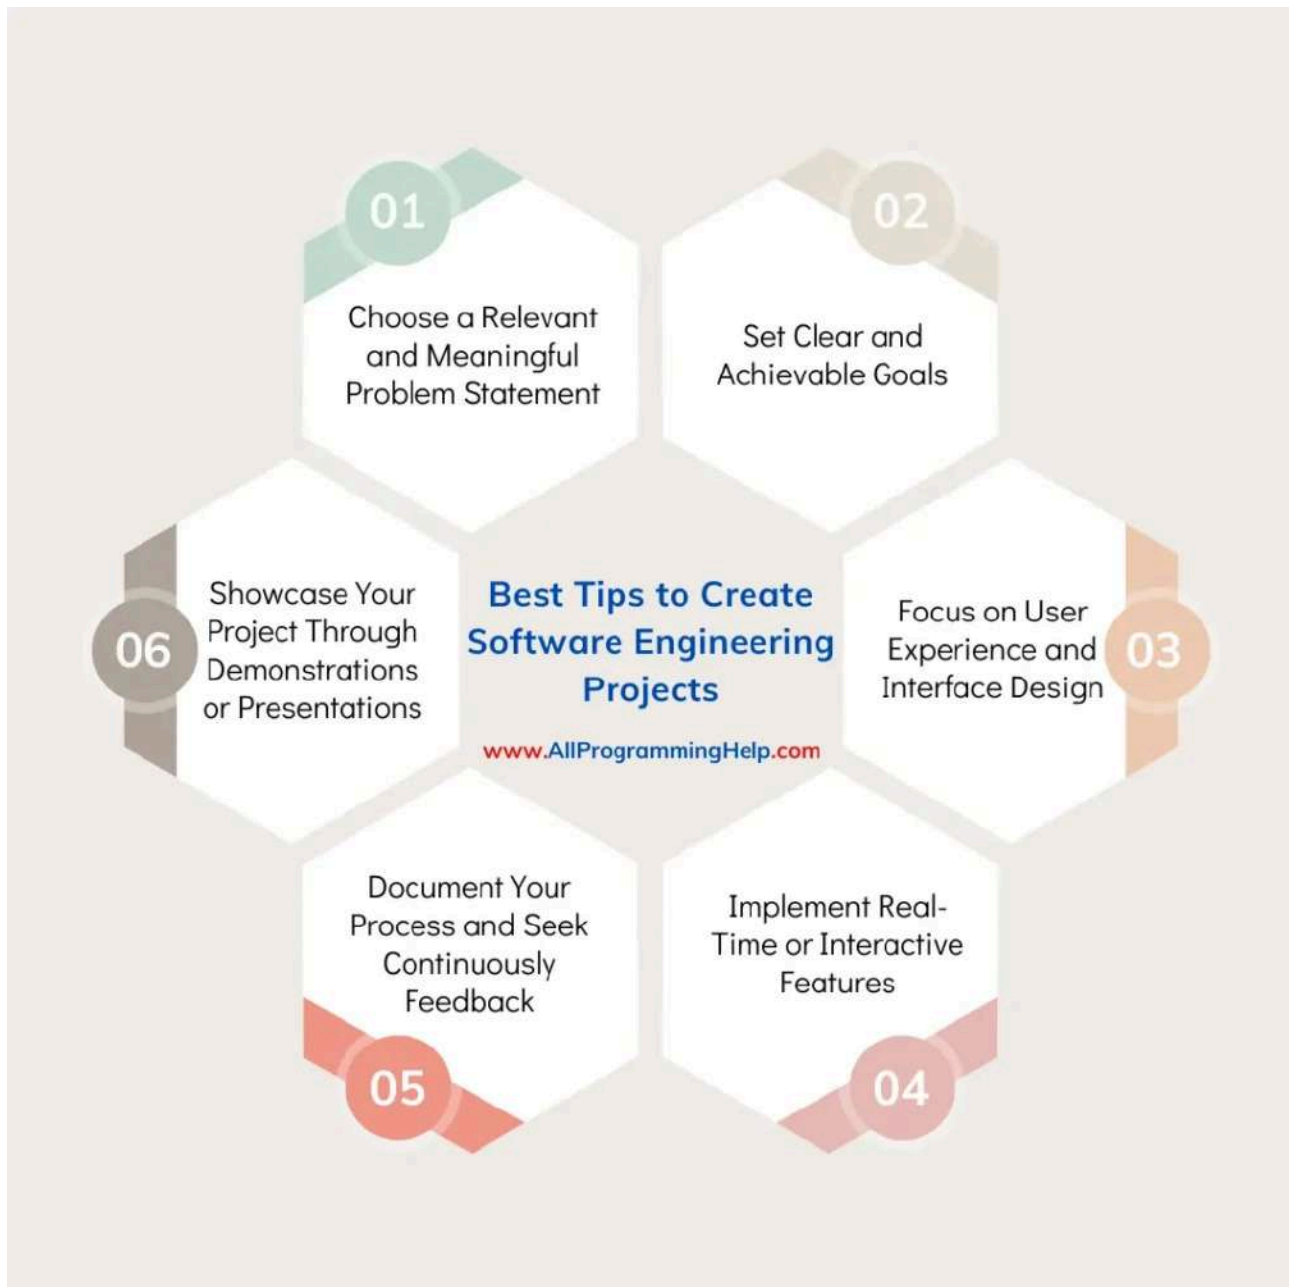 01
Choose a Relevant
and Meaningful
Problem Statement
02
Set Clear and
Achievable Goals
Best Tips to Create
Software Engineering
Projects
www.AllProgrammingHelp.com
03
Focus on User
Experience and
Interface Design
04
Implement Real-
Time or Interactive
Features
05
Document Your
Process and Seek
Continuously
Feedback
06
Showcase Your
Project Through
Demonstrations
or Presentations